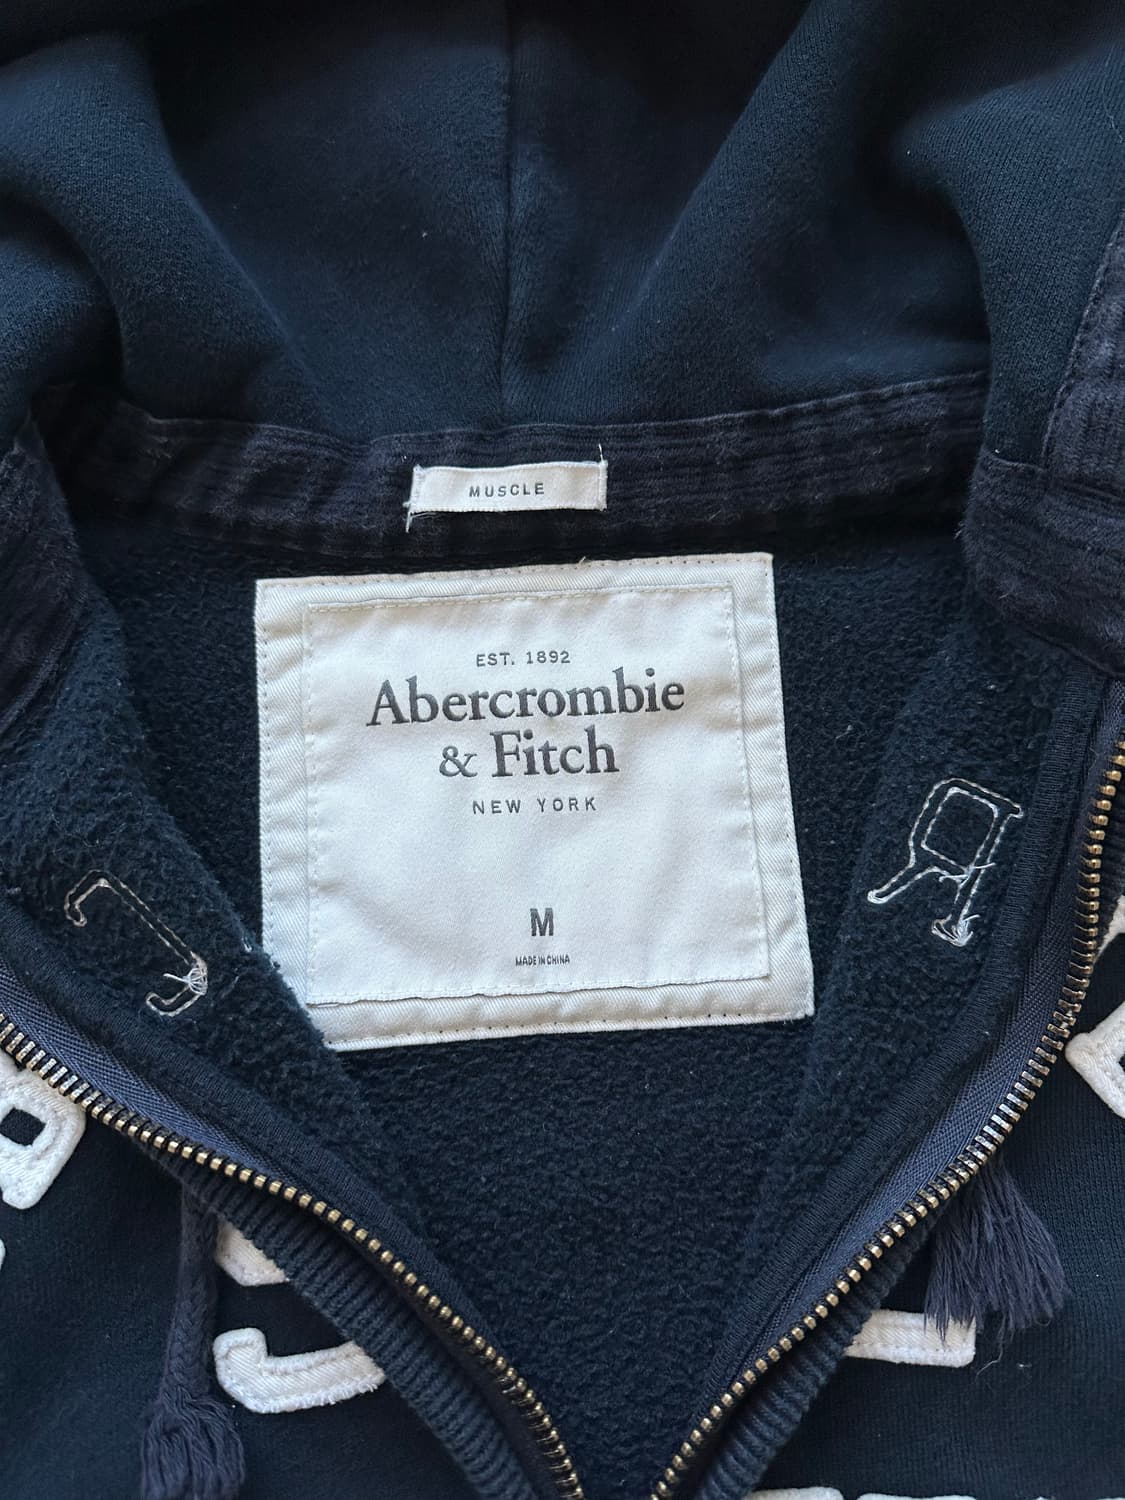 MUSCLE
EST. 1892
Abercrombie
& Fitch
NEW YORK
M
MADE IN CHINA